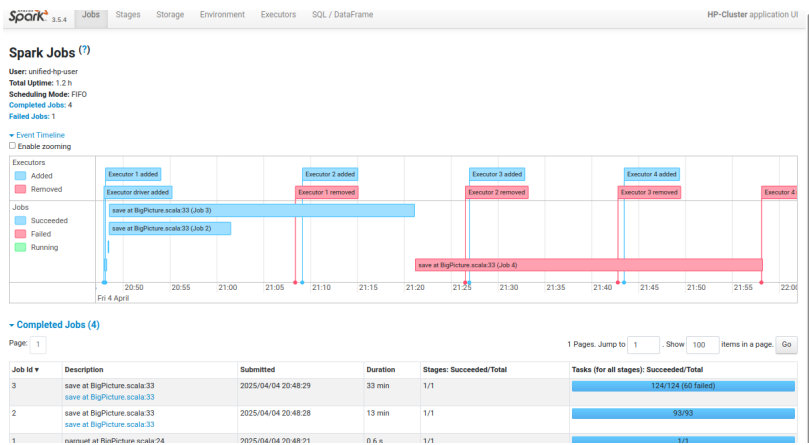 Spark 3.5.4 Jobs Stages Storage Environment Executors SQL / DataFrame HP-Cluster application UI
Spark Jobs (?)
User: unified-hp-user
Total Uptime: 1.2 h
Scheduling Mode: FIFO
Completed Jobs: 4
Failed Jobs: 1
Event Timeline
Enable zooming
Executors
Added
Removed
Executor 1 added Executor 2 added Executor 3 added Executor 4 added
Executor driver added Executor 1 removed Executor 2 removed Executor 3 removed Executor 4
Jobs
Succeeded
Failed
Running
save at BigPicture.scala:33 (Job 3)
save at BigPicture.scala:33 (Job 2)
save at BigPicture.scala:33 (Job 4)
20:50 20:55 21:00 21:05 21:10 21:15 21:20 21:25 21:30 21:35 21:40 21:45 21:50 21:55 22:00
Fri 4 April
Completed Jobs (4)
Page: 1 1 Pages. Jump to 1 . Show 100 items in a page. Go
Job Id ▾ Description Submitted Duration Stages: Succeeded/Total Tasks (for all stages): Succeeded/Total
3 save at BigPicture.scala:33 2025/04/04 20:48:29 33 min 1/1 124/124 (60 failed)
save at BigPicture.scala:33
2 save at BigPicture.scala:33 2025/04/04 20:48:28 13 min 1/1 93/93
save at BigPicture.scala:33
1 parquet at BigPicture.scala:24 2025/04/04 20:48:21 0.6 s 1/1 1/1